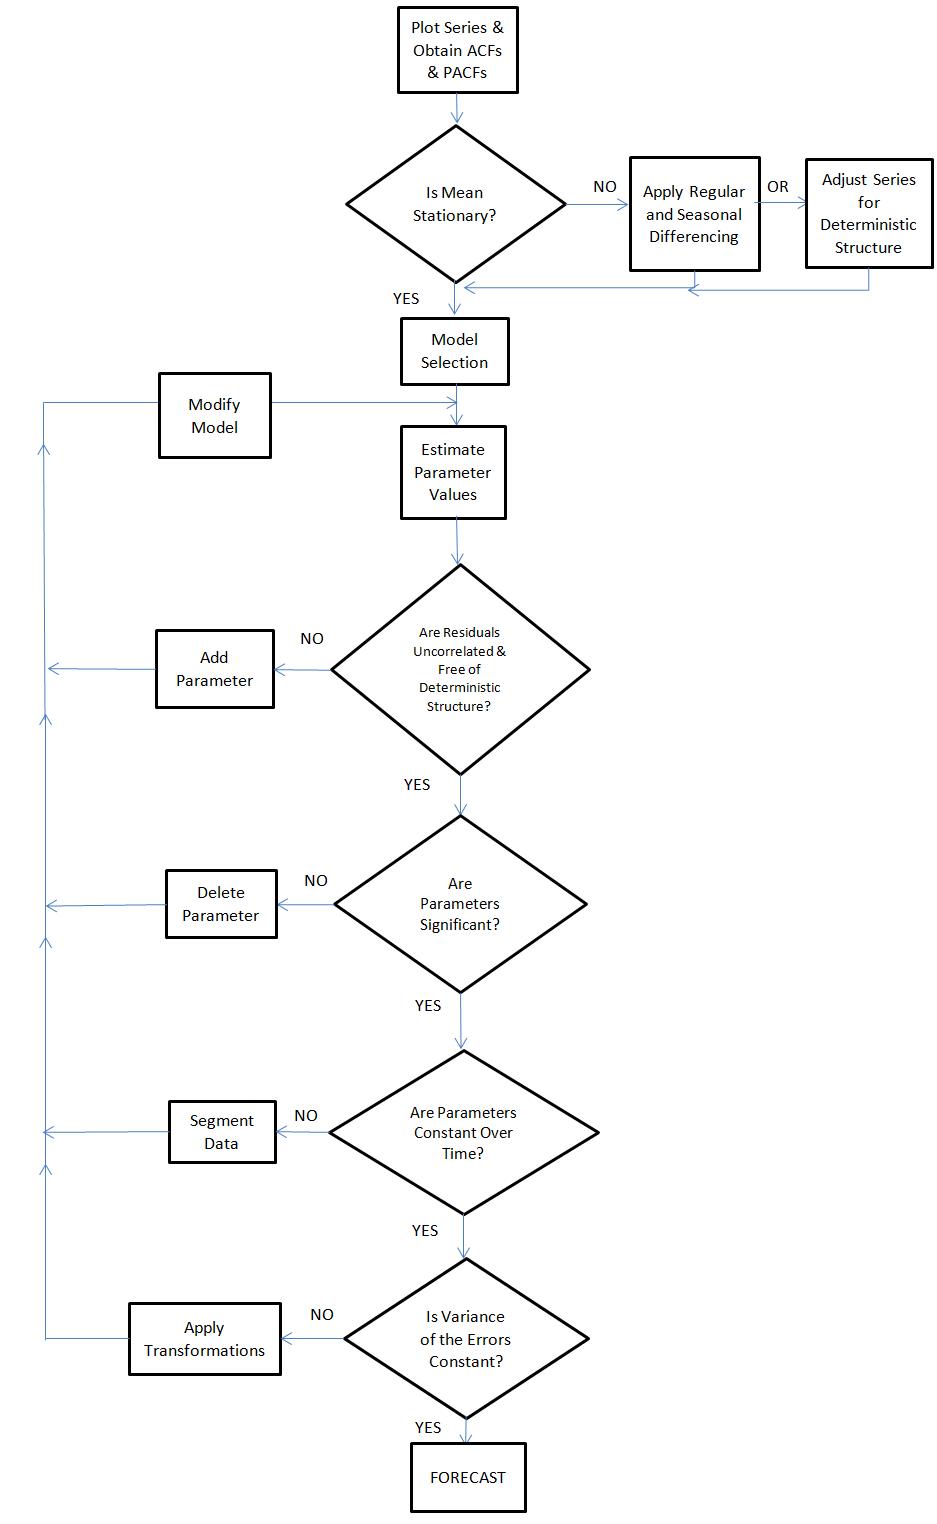 Plot Series &
Obtain ACFs
& PACFs
Is Mean
Stationary?
NO
Apply Regular
and Seasonal
Differencing
OR
Adjust Series
for
Deterministic
Structure
YES
Model
Selection
Modify
Model
Estimate
Parameter
Values
Are Residuals
Uncorrelated &
Free of
Deterministic
Structure?
NO
Add
Parameter
YES
Are
Parameters
Significant?
NO
Delete
Parameter
YES
Are Parameters
Constant Over
Time?
NO
Segment
Data
YES
Is Variance
of the Errors
Constant?
NO
Apply
Transformations
YES
FORECAST